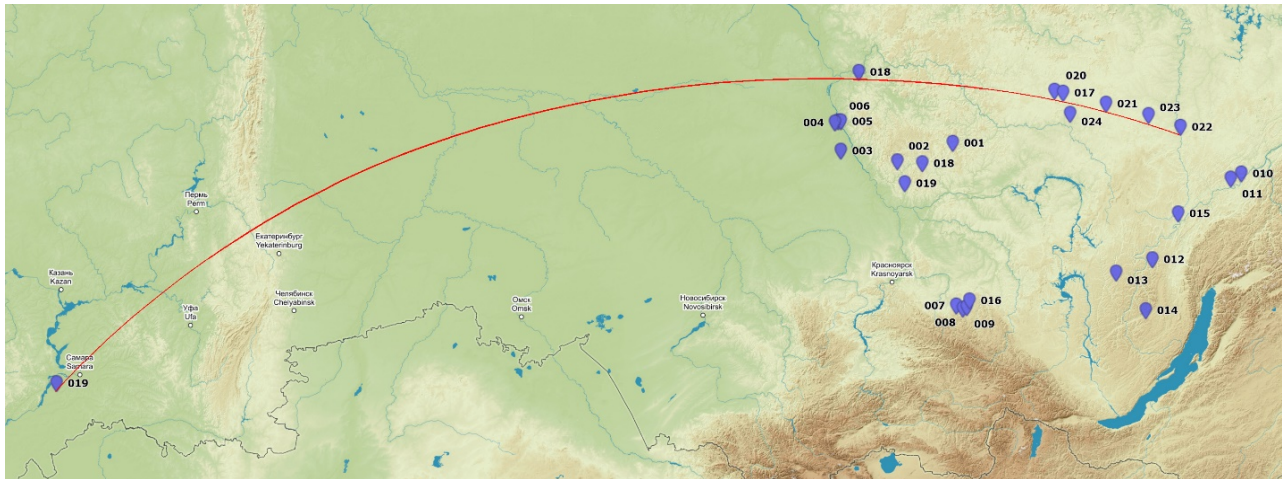 018
020
017
021
023
006
004
005
024
022
001
002
003
018
010
019
011
Пермь
Perm
015
Екатеринбург
Yekaterinburg
012
Казань
Kazan
013
Красноярск
Krasnoyarsk
Челябинск
Chelyabinsk
Омск
Omsk
Новосибирск
Novosibirsk
007
016
Уфа
Ufa
008
009
014
Самара
Samara
019